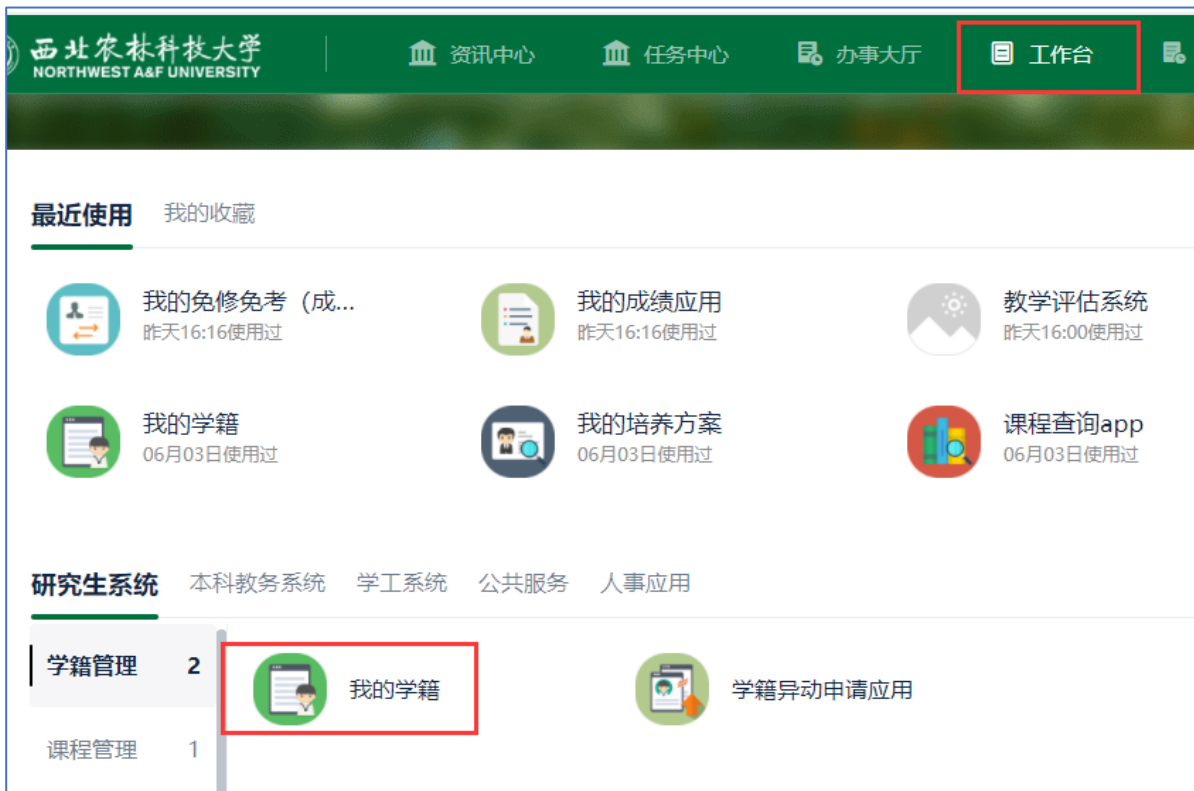 西北农林科技大学
NORTHWEST A&F UNIVERSITY
资讯中心 任务中心 办事大厅 工作台
最近使用 我的收藏
我的免修免考（成... 我的成绩应用 教学评估系统
昨天16:16使用过 昨天16:16使用过 昨天16:00使用过
我的学籍 我的培养方案 课程查询app
06月03日使用过 06月03日使用过 06月03日使用过
研究生系统 本科教务系统 学工系统 公共服务 人事应用
学籍管理 2 我的学籍 学籍异动申请应用
课程管理 1